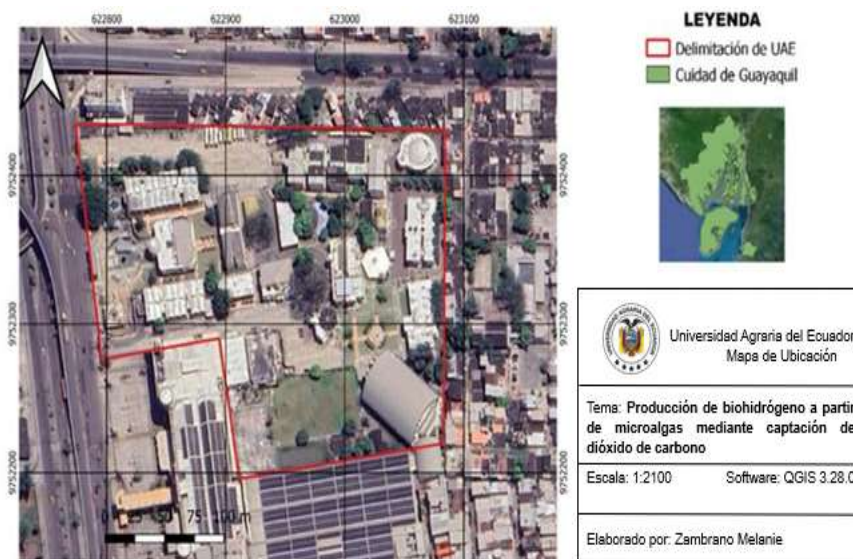 622800 622900 623000 623100
9752400 9752400
9752300 9752300
9752200 9752200
0 25 50 75 100 m
LEYENDA
Delimitación de UAE
Cuidad de Guayaquil
Universidad Agraria del Ecuador
Mapa de Ubicación
Tema: Producción de biohidrógeno a partir
de microalgas mediante captación de
dióxido de carbono
Escala: 1:2100 Software: QGIS 3.28.0
Elaborado por: Zambrano Melanie